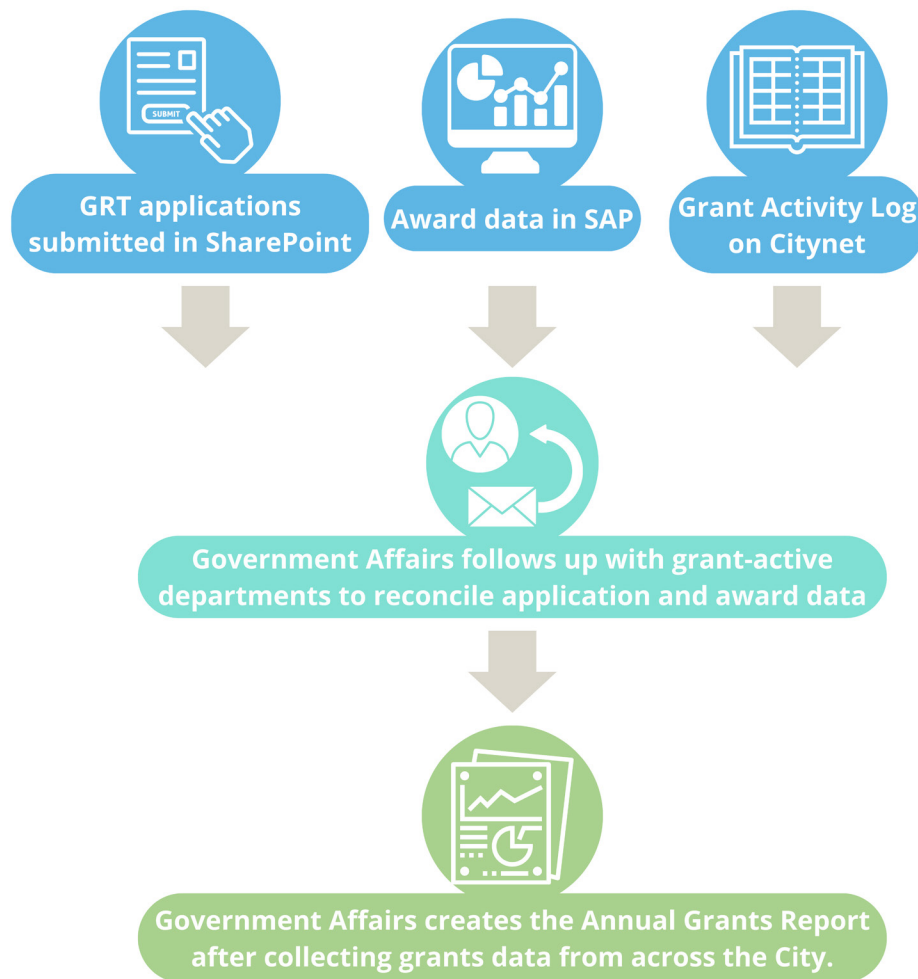 SUBMIT
GRT applications
submitted in SharePoint
Award data in SAP
Grant Activity Log
on Citynet
Government Affairs follows up with grant-active
departments to reconcile application and award data
Government Affairs creates the Annual Grants Report
after collecting grants data from across the City.